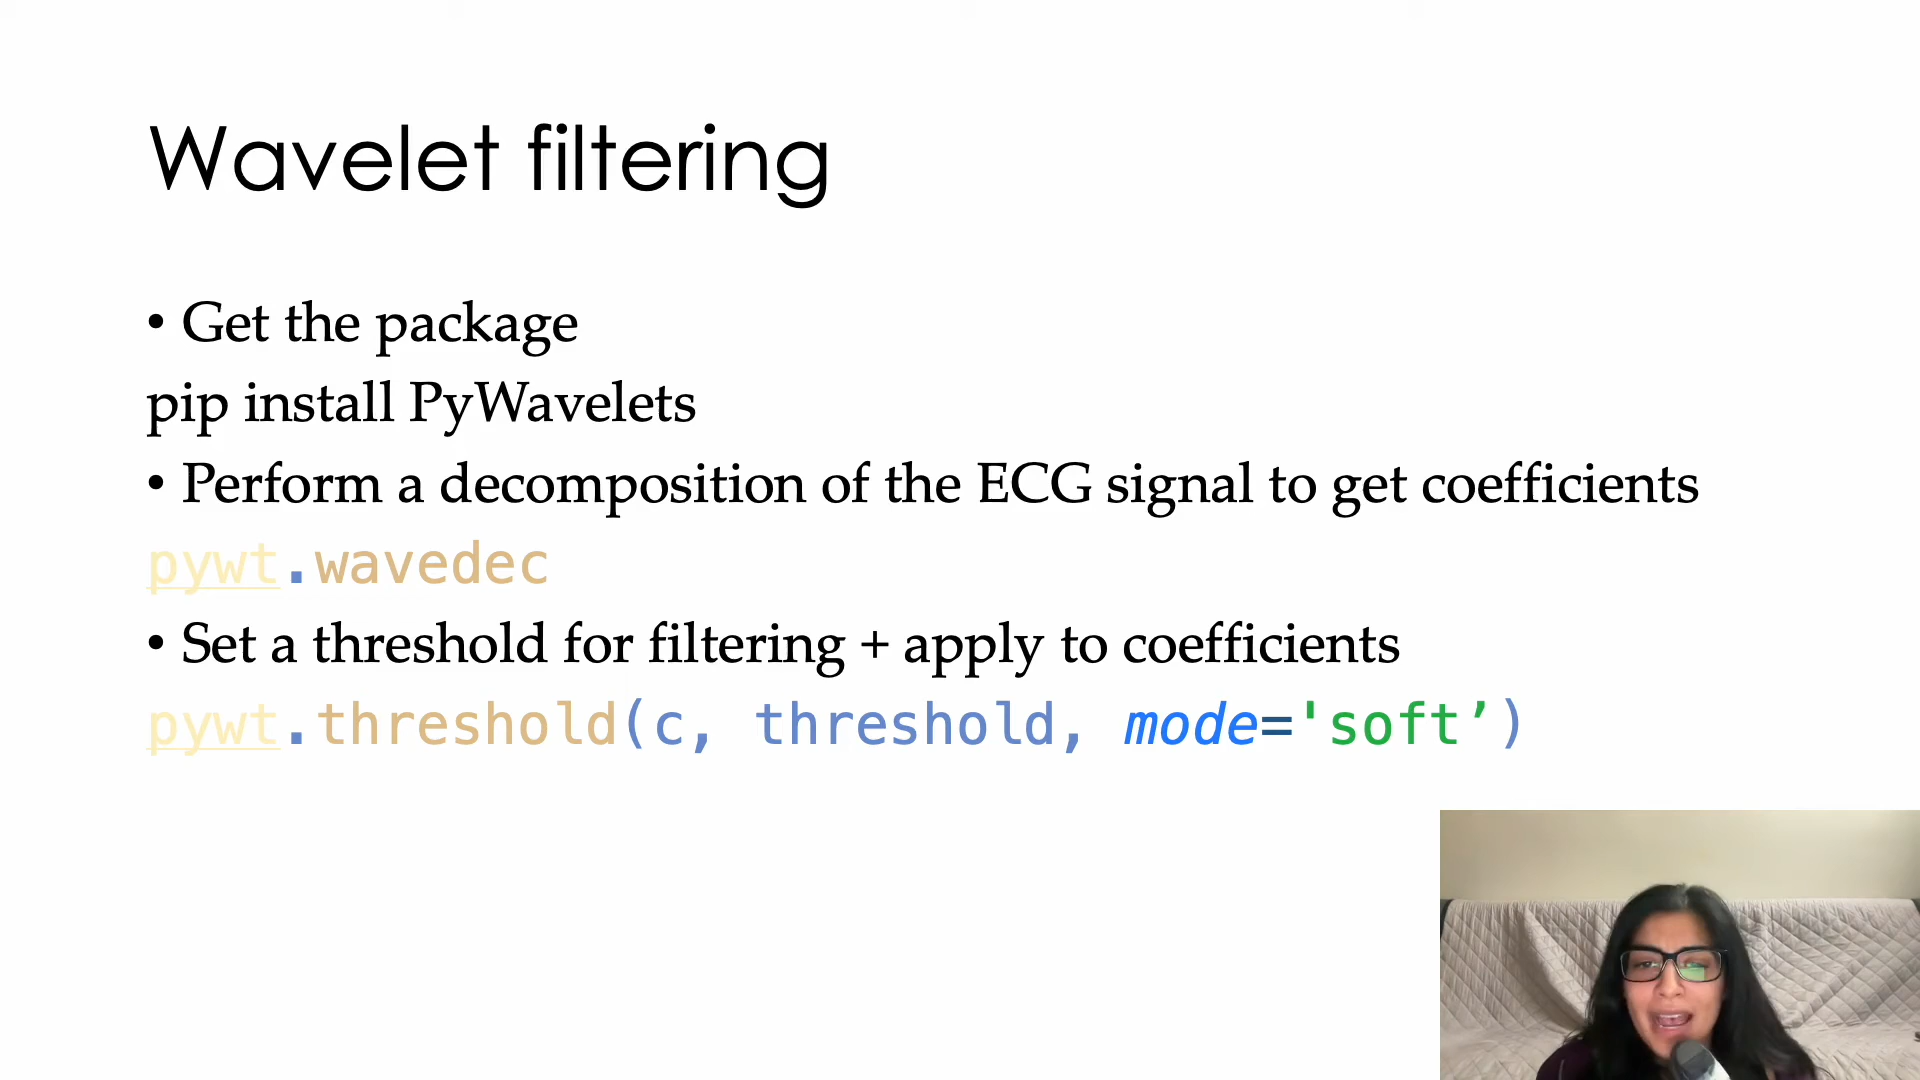 Wavelet filtering
• Get the package
pip install PyWavelets
• Perform a decomposition of the ECG signal to get coefficients
pywt.wavedec
• Set a threshold for filtering + apply to coefficients
pywt.threshold(c, threshold, mode='soft’)